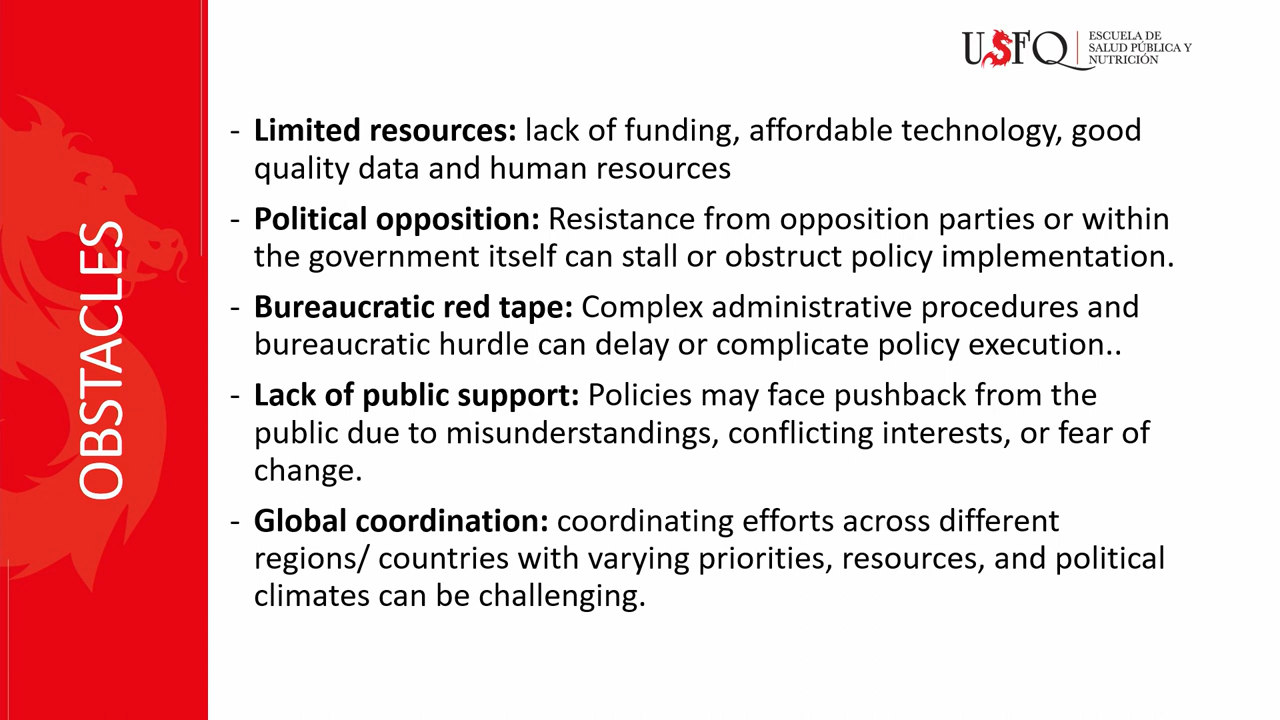 USFQ
ESCUELA DE
SALUD PÚBLICA Y
NUTRICIÓN
OBSTACLES
- Limited resources: lack of funding, affordable technology, good
quality data and human resources
- Political opposition: Resistance from opposition parties or within
the government itself can stall or obstruct policy implementation.
- Bureaucratic red tape: Complex administrative procedures and
bureaucratic hurdle can delay or complicate policy execution..
- Lack of public support: Policies may face pushback from the
public due to misunderstandings, conflicting interests, or fear of
change.
- Global coordination: coordinating efforts across different
regions/ countries with varying priorities, resources, and political
climates can be challenging.